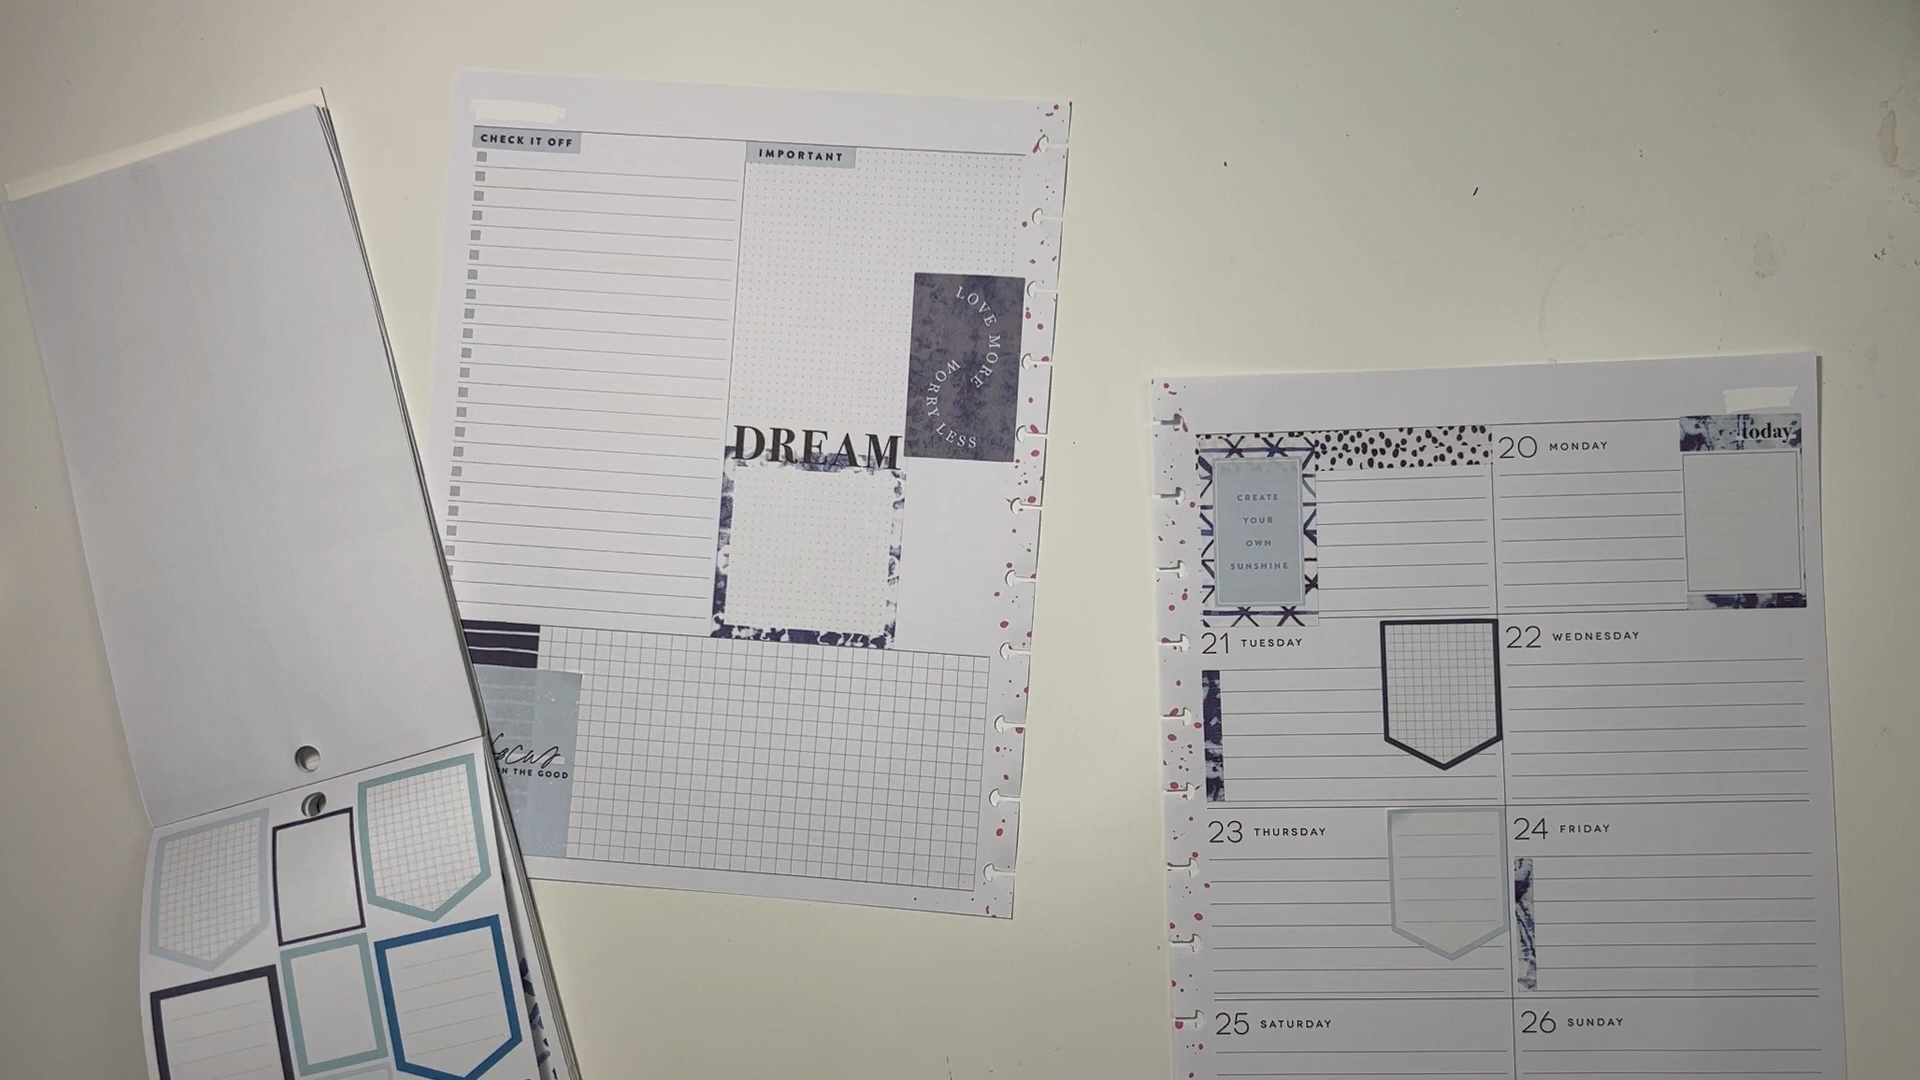 CHECK IT OFF
IMPORTANT
LOVE MORE
WORRY LESS
DREAM
focus
ON THE GOOD
CREATE
YOUR
OWN
SUNSHINE
20 MONDAY
today
21 TUESDAY
22 WEDNESDAY
23 THURSDAY
24 FRIDAY
25 SATURDAY
26 SUNDAY